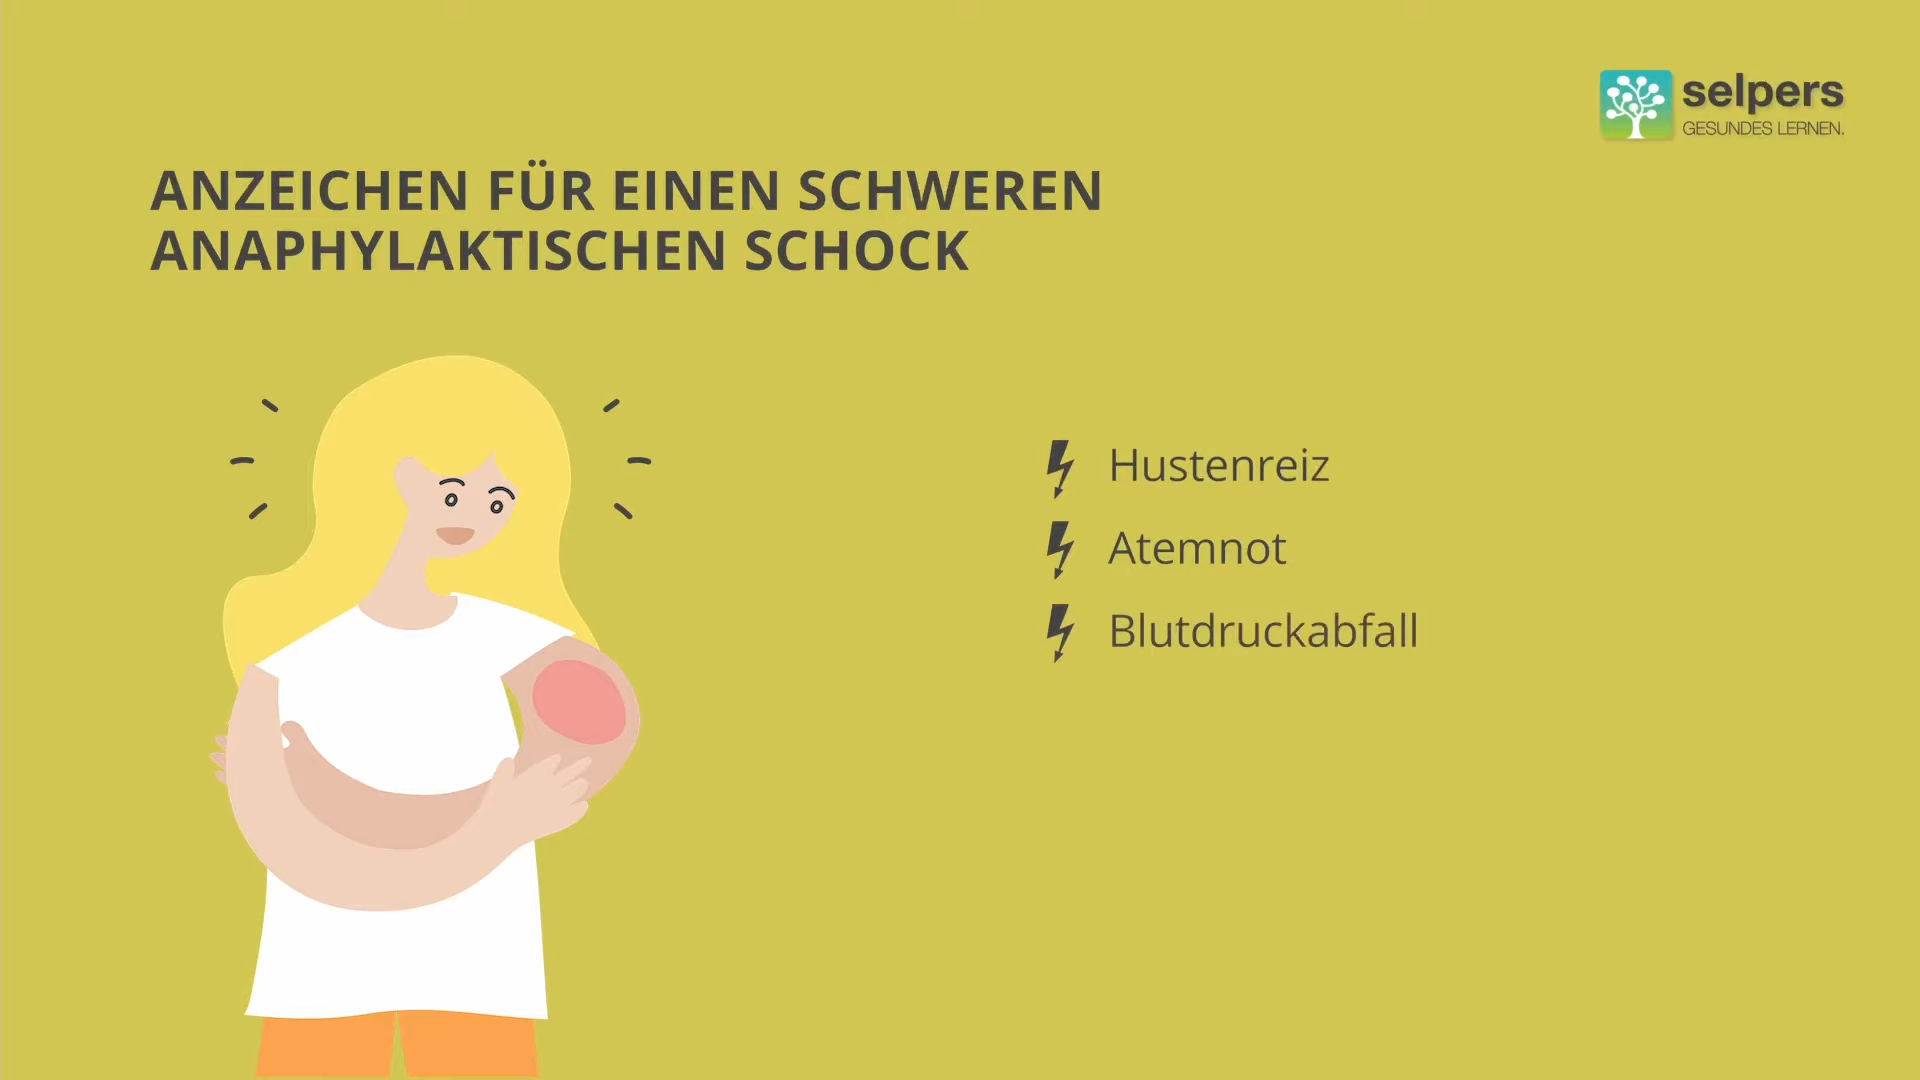 selpers
GESUNDES LERNEN.
ANZEICHEN FÜR EINEN SCHWEREN
ANAPHYLAKTISCHEN SCHOCK
Hustenreiz
Atemnot
Blutdruckabfall